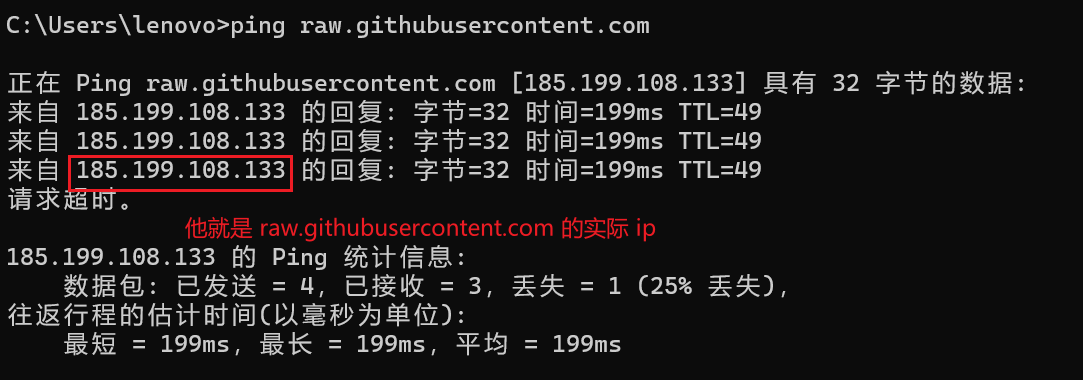 C:\Users\lenovo>ping raw.githubusercontent.com
正在 Ping raw.githubusercontent.com [185.199.108.133] 具有 32 字节的数据:
来自 185.199.108.133 的回复: 字节=32 时间=199ms TTL=49
来自 185.199.108.133 的回复: 字节=32 时间=199ms TTL=49
来自 185.199.108.133 的回复: 字节=32 时间=199ms TTL=49
请求超时。
他就是 raw.githubusercontent.com 的实际 ip
185.199.108.133 的 Ping 统计信息:
数据包: 已发送 = 4, 已接收 = 3, 丢失 = 1 (25% 丢失),
往返行程的估计时间(以毫秒为单位):
最短 = 199ms, 最长 = 199ms, 平均 = 199ms